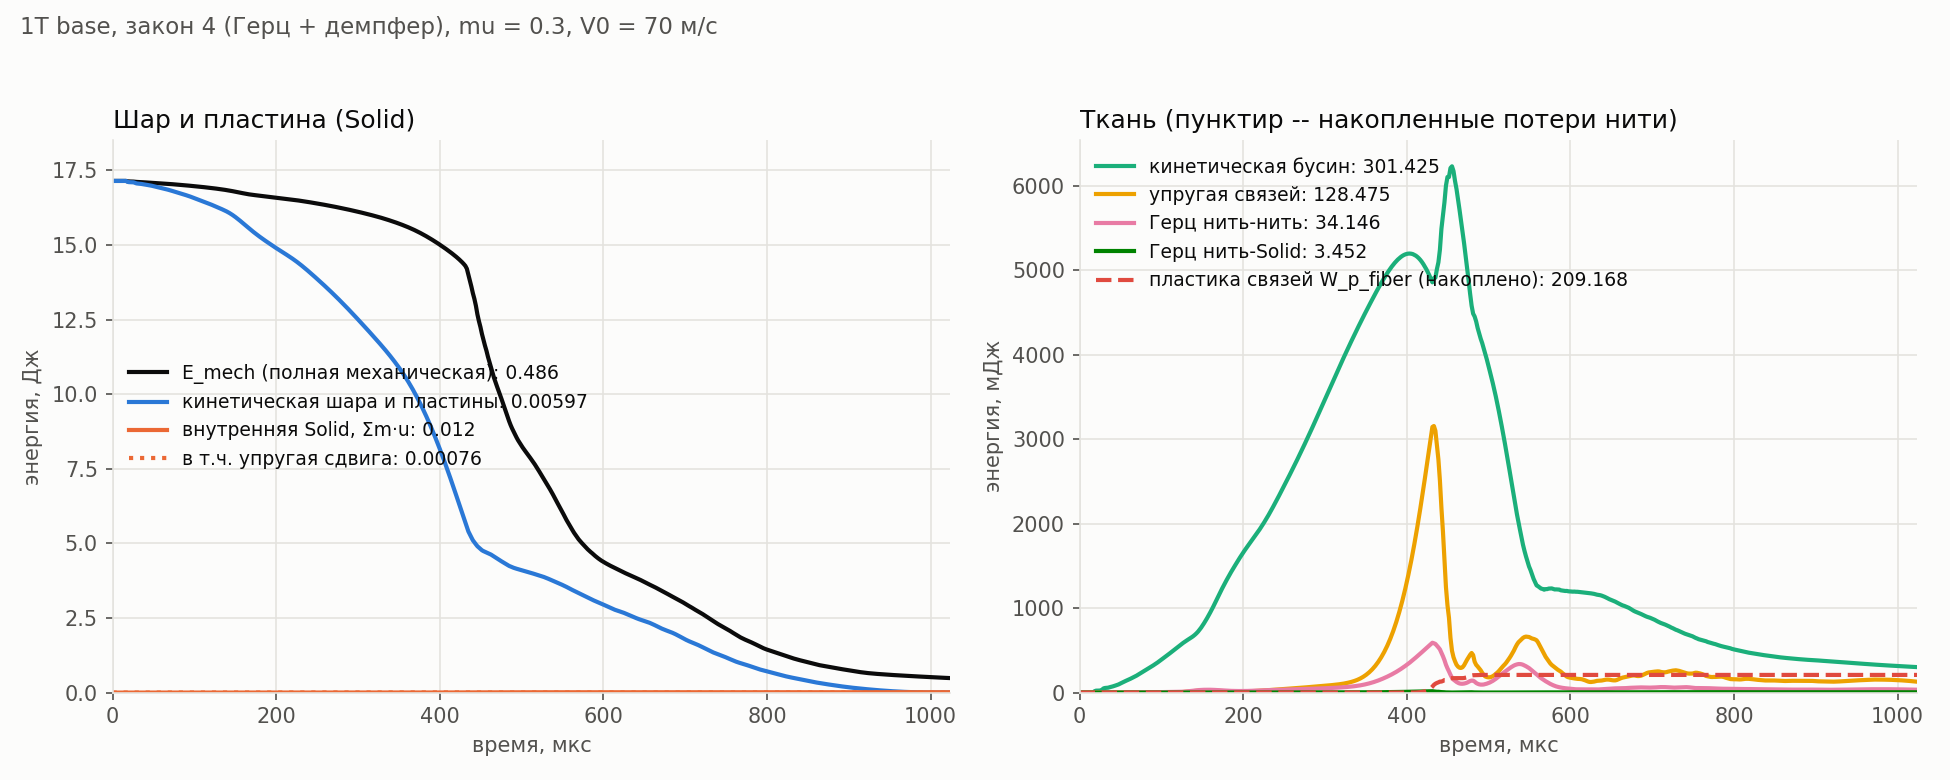 1T base, закон 4 (Герц + демпфер), mu = 0.3, V0 = 70 м/с
Шар и пластина (Solid)
энергия, Дж
17.5
15.0
12.5
10.0
7.5
5.0
2.5
0.0
E_mech (полная механическая): 0.486
кинетическая шара и пластины: 0.00597
внутренняя Solid, Σm·u: 0.012
в т.ч. упругая сдвига: 0.00076
0
200
400
600
800
1000
время, мкс
Ткань (пунктир -- накопленные потери нити)
энергия, мДж
6000
5000
4000
3000
2000
1000
0
кинетическая бусин: 301.425
упругая связей: 128.475
Герц нить-нить: 34.146
Герц нить-Solid: 3.452
пластика связей W_p_fiber (накоплено): 209.168
0
200
400
600
800
1000
время, мкс